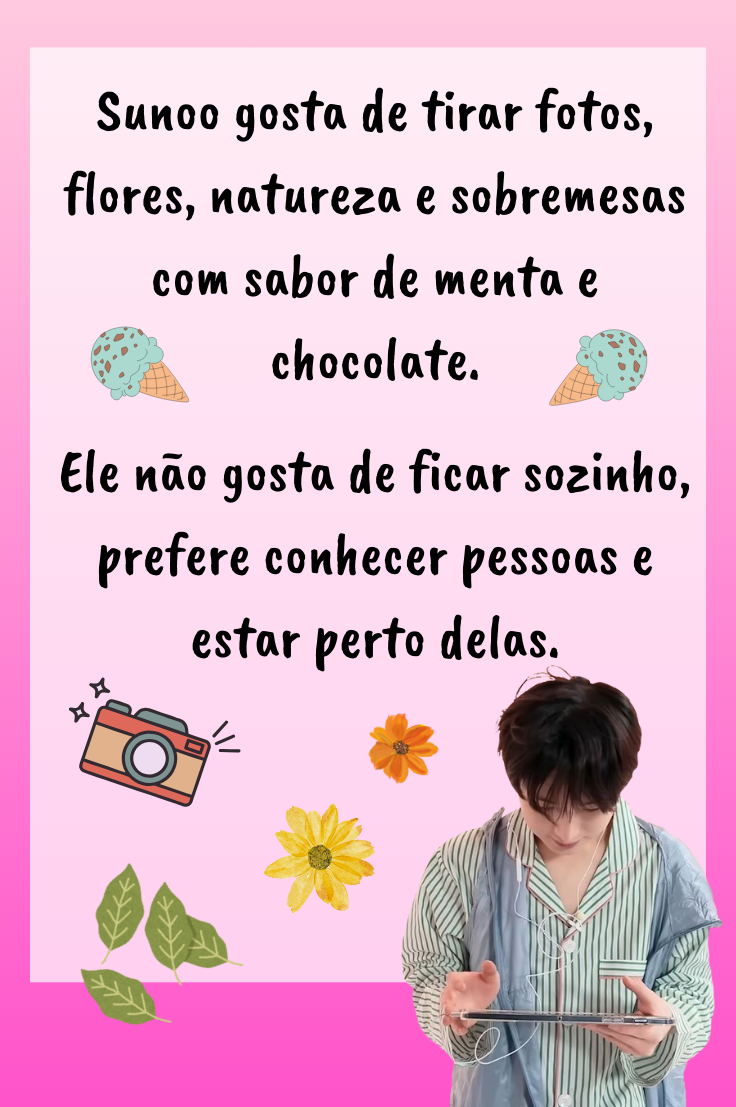 Sunoo gosta de tirar fotos,
flores, natureza e sobremesas
com sabor de menta e
chocolate.
Ele não gosta de ficar sozinho,
prefere conhecer pessoas e
estar perto delas.